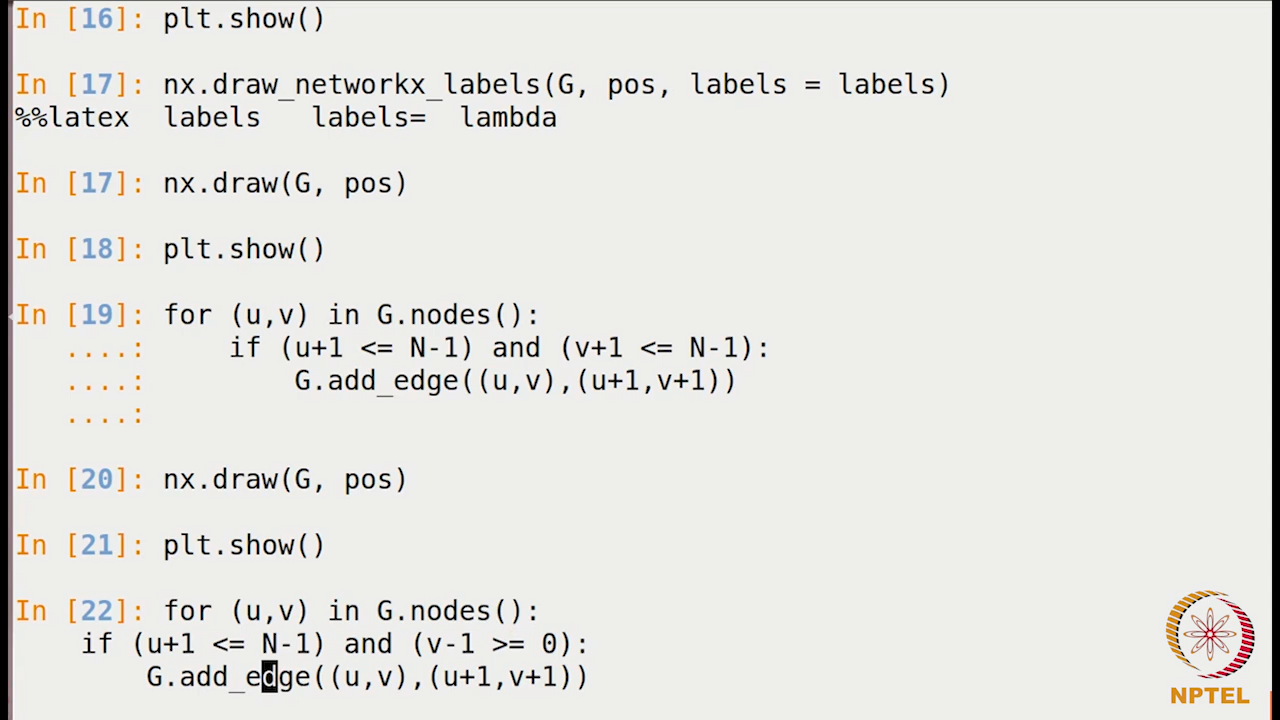 In [16]: plt.show()
In [17]: nx.draw_networkx_labels(G, pos, labels = labels)
%%latex  labels   labels=  lambda
In [17]: nx.draw(G, pos)
In [18]: plt.show()
In [19]: for (u,v) in G.nodes():
   ....:     if (u+1 <= N-1) and (v+1 <= N-1):
   ....:         G.add_edge((u,v),(u+1,v+1))
   ....:
In [20]: nx.draw(G, pos)
In [21]: plt.show()
In [22]: for (u,v) in G.nodes():
    if (u+1 <= N-1) and (v-1 >= 0):
        G.add_edge((u,v),(u+1,v+1))
NPTEL